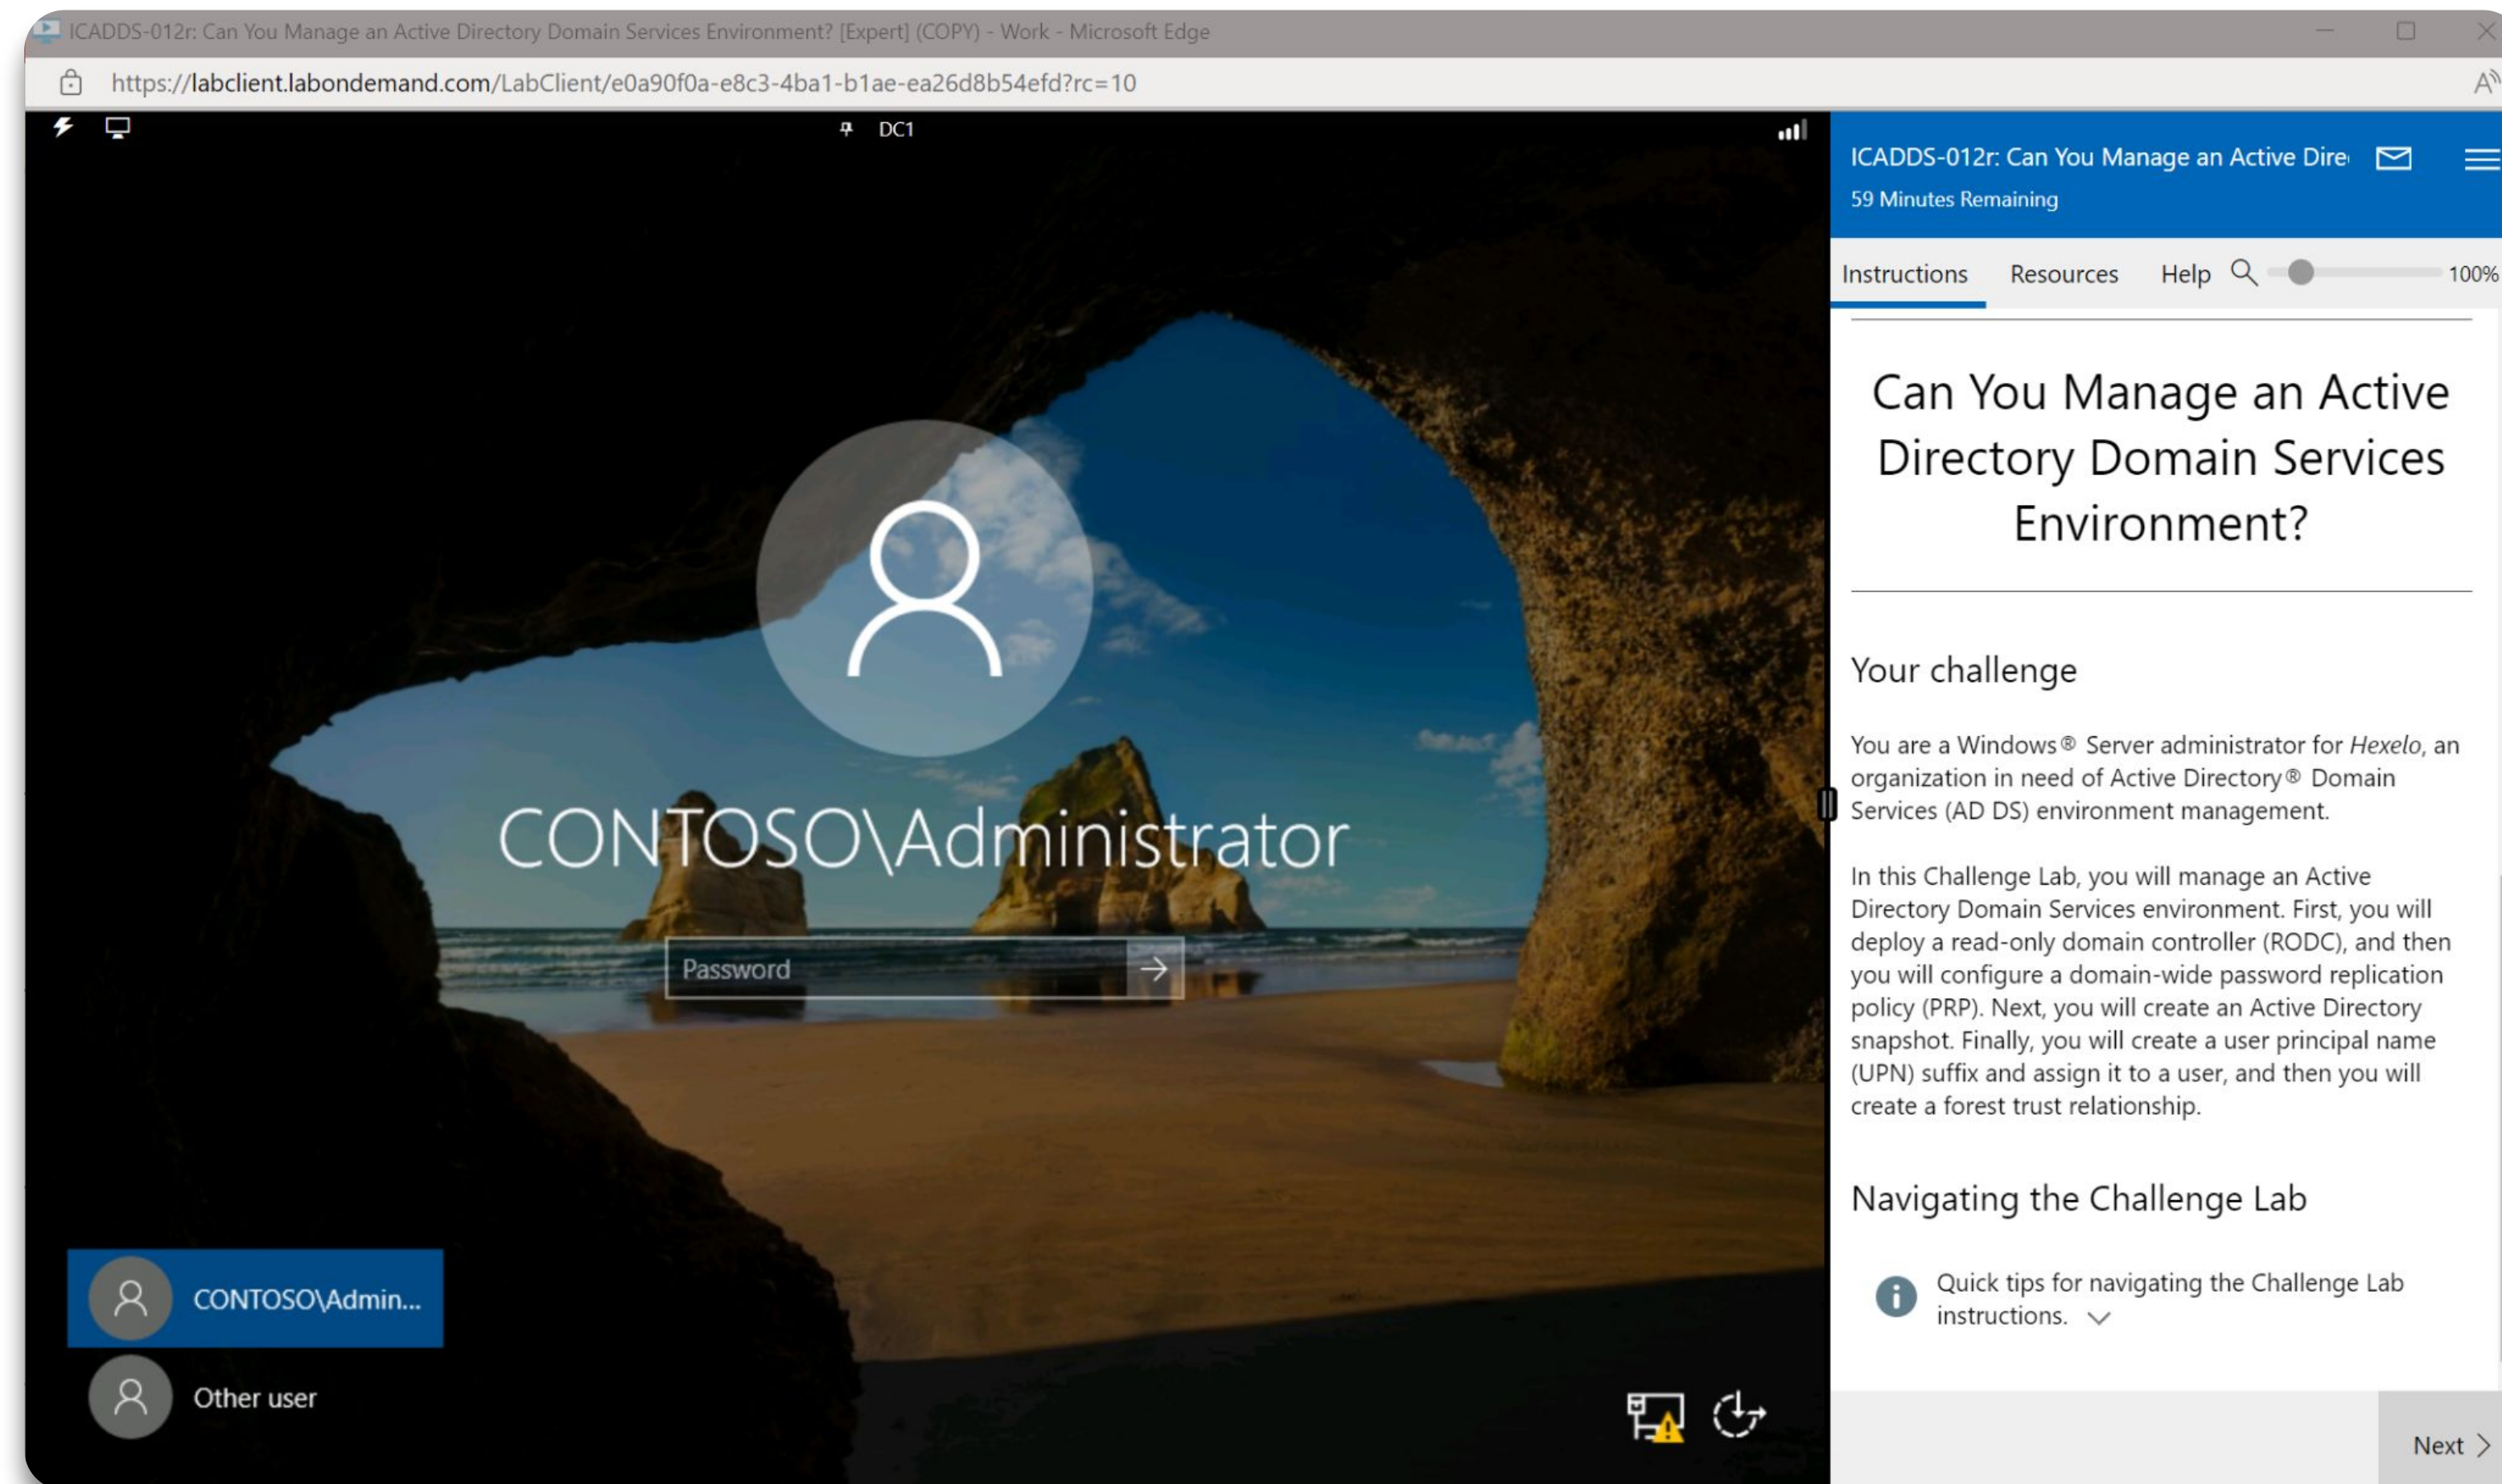 ICADDS-012r: Can You Manage an Active Directory Domain Services Environment? [Expert] (COPY) - Work - Microsoft Edge
https://labclient.labondemand.com/LabClient/e0a90f0a-e8c3-4ba1-b1ae-ea26d8b54efd?rc=10
DC1
CONTOSO\Administrator
Password
CONTOSO\Admin...
Other user
ICADDS-012r: Can You Manage an Active Dire
59 Minutes Remaining
Instructions Resources Help 100%
Can You Manage an Active
Directory Domain Services
Environment?
Your challenge
You are a Windows® Server administrator for Hexelo, an
organization in need of Active Directory® Domain
Services (AD DS) environment management.
In this Challenge Lab, you will manage an Active
Directory Domain Services environment. First, you will
deploy a read-only domain controller (RODC), and then
you will configure a domain-wide password replication
policy (PRP). Next, you will create an Active Directory
snapshot. Finally, you will create a user principal name
(UPN) suffix and assign it to a user, and then you will
create a forest trust relationship.
Navigating the Challenge Lab
Quick tips for navigating the Challenge Lab
instructions.
Next